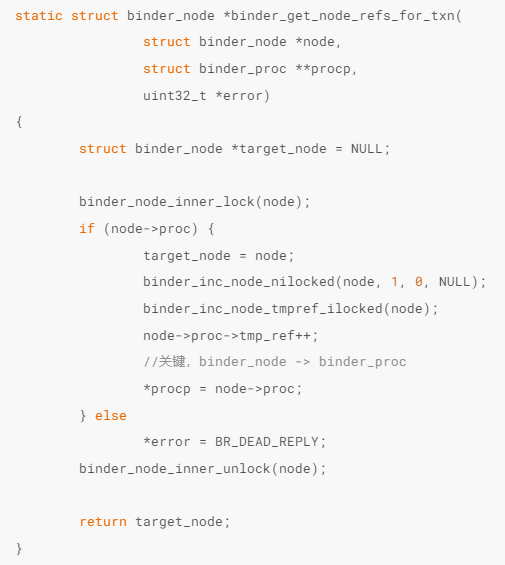 static struct binder_node *binder_get_node_refs_for_txn(
                struct binder_node *node,
                struct binder_proc **procp,
                uint32_t *error)
{
        struct binder_node *target_node = NULL;

        binder_node_inner_lock(node);
        if (node->proc) {
                target_node = node;
                binder_inc_node_nilocked(node, 1, 0, NULL);
                binder_inc_node_tmpref_ilocked(node);
                node->proc->tmp_ref++;
                //关键，binder_node -> binder_proc
                *procp = node->proc;
        } else
                *error = BR_DEAD_REPLY;
        binder_node_inner_unlock(node);

        return target_node;
}